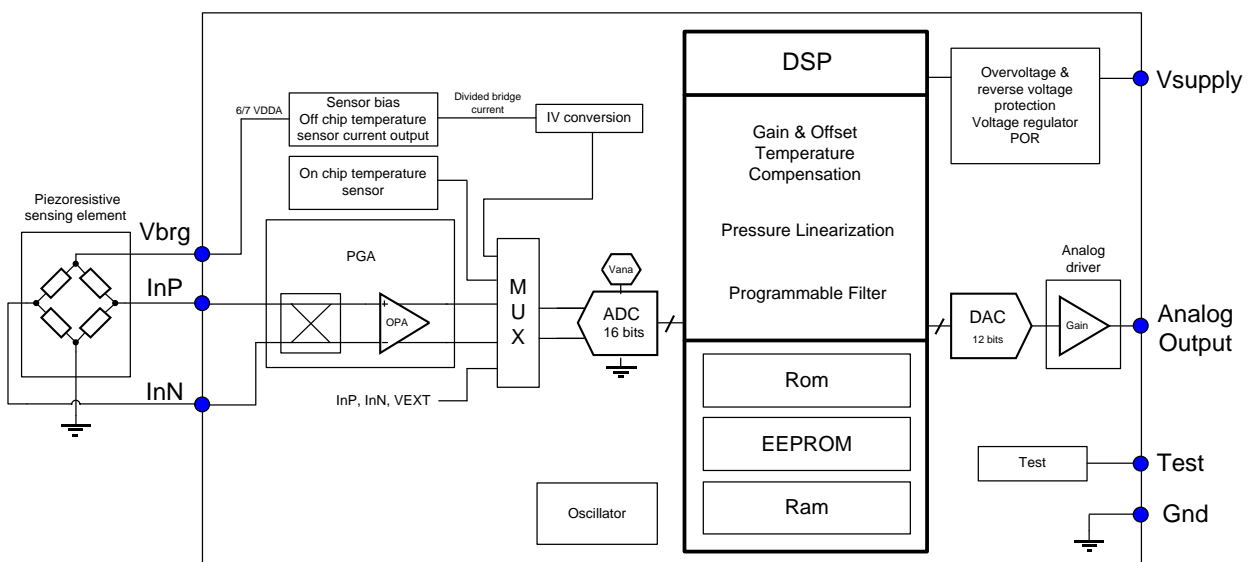 Piezoresistive
sensing element
Vbrg
InP
InN
6/7 VDDA
Sensor bias
Off chip temperature
sensor current output
Divided bridge
current
IV conversion
On chip temperature
sensor
PGA
OPA
+
−
InP, InN, VEXT
M
U
X
Vana
ADC
16 bits
Oscillator
DSP
Gain & Offset
Temperature
Compensation
Pressure Linearization
Programmable Filter
Rom
EEPROM
Ram
Overvoltage &
reverse voltage
protection
Voltage regulator
POR
DAC
12 bits
Analog
driver
Gain
Test
Vsupply
Analog
Output
Test
Gnd